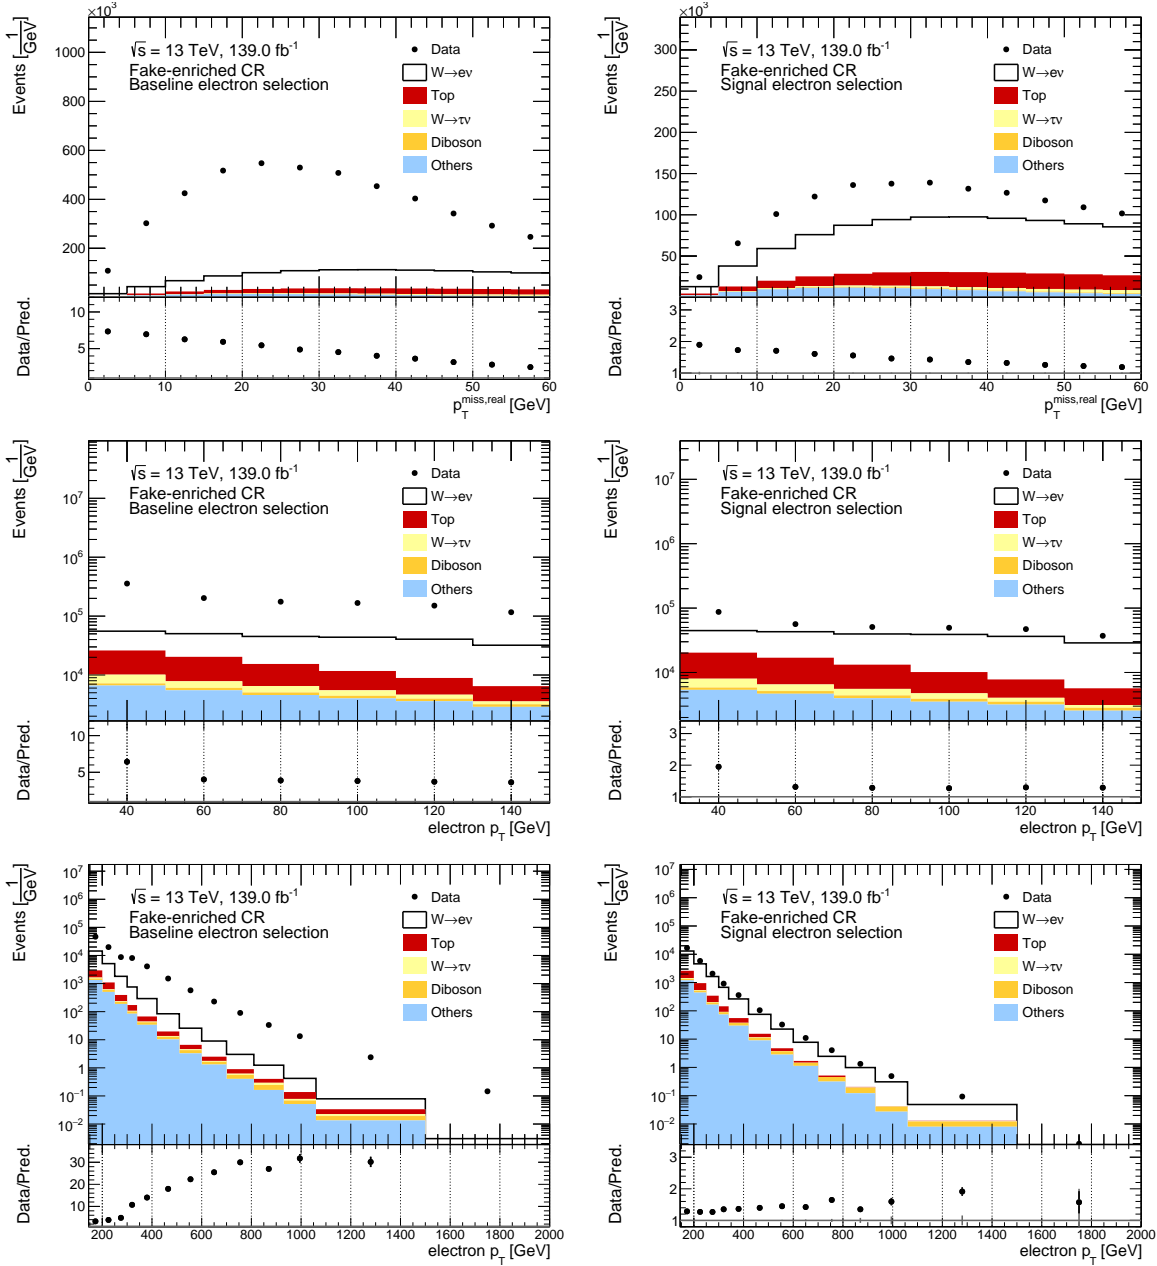 ×10³
Events [1/GeV]
1000
800
600
400
200
√s = 13 TeV, 139.0 fb⁻¹
Fake-enriched CR
Baseline electron selection
Data
W→eν
Top
W→τν
Diboson
Others
Data/Pred.
10
5
0 10 20 30 40 50 60
p_T^miss,real [GeV]
×10³
Events [1/GeV]
300
250
200
150
100
50
√s = 13 TeV, 139.0 fb⁻¹
Fake-enriched CR
Signal electron selection
Data
W→eν
Top
W→τν
Diboson
Others
Data/Pred.
3
2
1
0 10 20 30 40 50 60
p_T^miss,real [GeV]
Events [1/GeV]
10⁷
10⁶
10⁵
10⁴
√s = 13 TeV, 139.0 fb⁻¹
Fake-enriched CR
Baseline electron selection
Data
W→eν
Top
W→τν
Diboson
Others
Data/Pred.
10
5
40 60 80 100 120 140
electron p_T [GeV]
Events [1/GeV]
10⁷
10⁶
10⁵
10⁴
√s = 13 TeV, 139.0 fb⁻¹
Fake-enriched CR
Signal electron selection
Data
W→eν
Top
W→τν
Diboson
Others
Data/Pred.
3
2
1
40 60 80 100 120 140
electron p_T [GeV]
Events [1/GeV]
10⁷
10⁶
10⁵
10⁴
10³
10²
10
1
10⁻¹
10⁻²
√s = 13 TeV, 139.0 fb⁻¹
Fake-enriched CR
Baseline electron selection
Data
W→eν
Top
W→τν
Diboson
Others
Data/Pred.
30
20
10
200 400 600 800 1000 1200 1400 1600 1800 2000
electron p_T [GeV]
Events [1/GeV]
10⁷
10⁶
10⁵
10⁴
10³
10²
10
1
10⁻¹
10⁻²
√s = 13 TeV, 139.0 fb⁻¹
Fake-enriched CR
Signal electron selection
Data
W→eν
Top
W→τν
Diboson
Others
Data/Pred.
3
2
1
200 400 600 800 1000 1200 1400 1600 1800 2000
electron p_T [GeV]